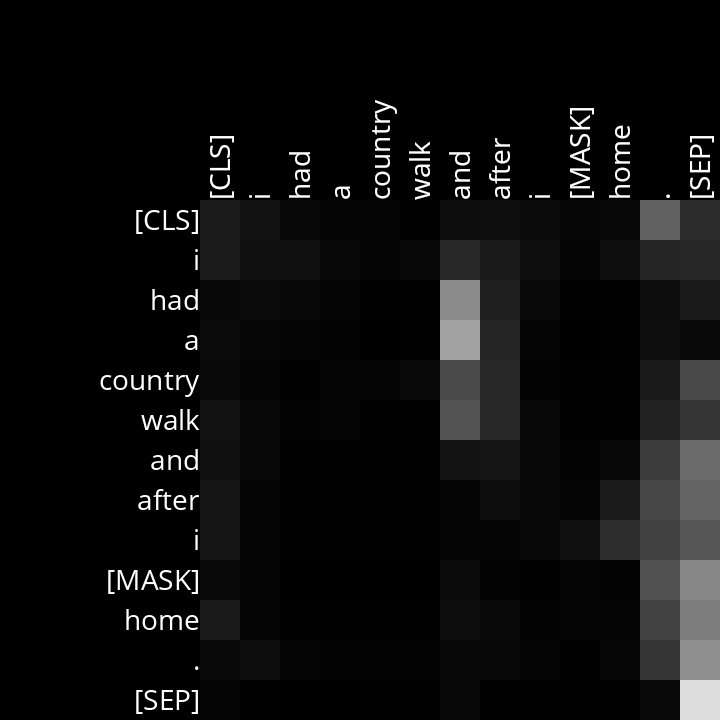 [CLS] i had a country walk and after i [MASK] home . [SEP]
[CLS]
i
had
a
country
walk
and
after
i
[MASK]
home
.
[SEP]